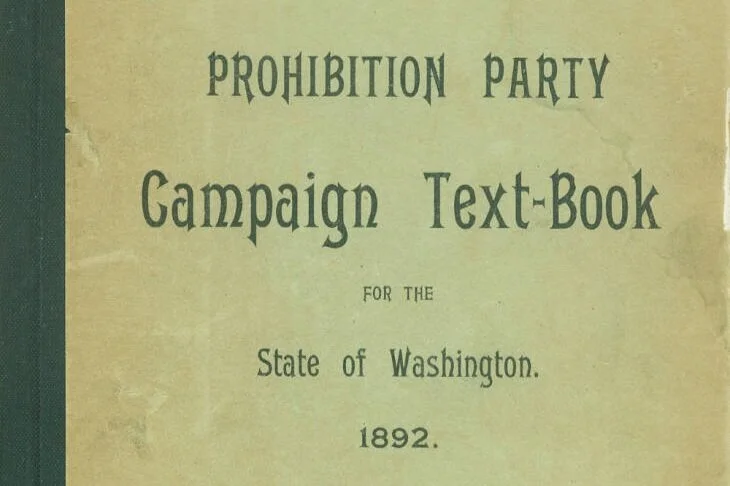 PROHIBITION PARTY
Campaign Text-Book
FOR THE
State of Washington.
1892.